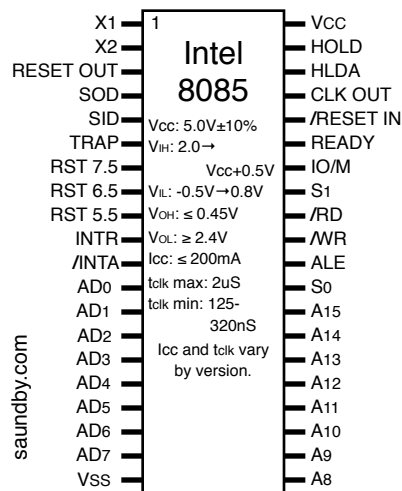 X1
X2
RESET OUT
SOD
SID
TRAP
RST 7.5
RST 6.5
RST 5.5
INTR
/INTA
AD0
AD1
AD2
AD3
AD4
AD5
AD6
AD7
VSS
1
Intel
8085
Vcc: 5.0V±10%
VIH: 2.0→
Vcc+0.5V
VIL: -0.5V→0.8V
VOH: ≤ 0.45V
VOL: ≥ 2.4V
Icc: ≤ 200mA
tclk max: 2uS
tclk min: 125-
320nS
Icc and tclk vary
by version.
VCC
HOLD
HLDA
CLK OUT
/RESET IN
READY
IO/M
S1
/RD
/WR
ALE
S0
A15
A14
A13
A12
A11
A10
A9
A8
saundby.com